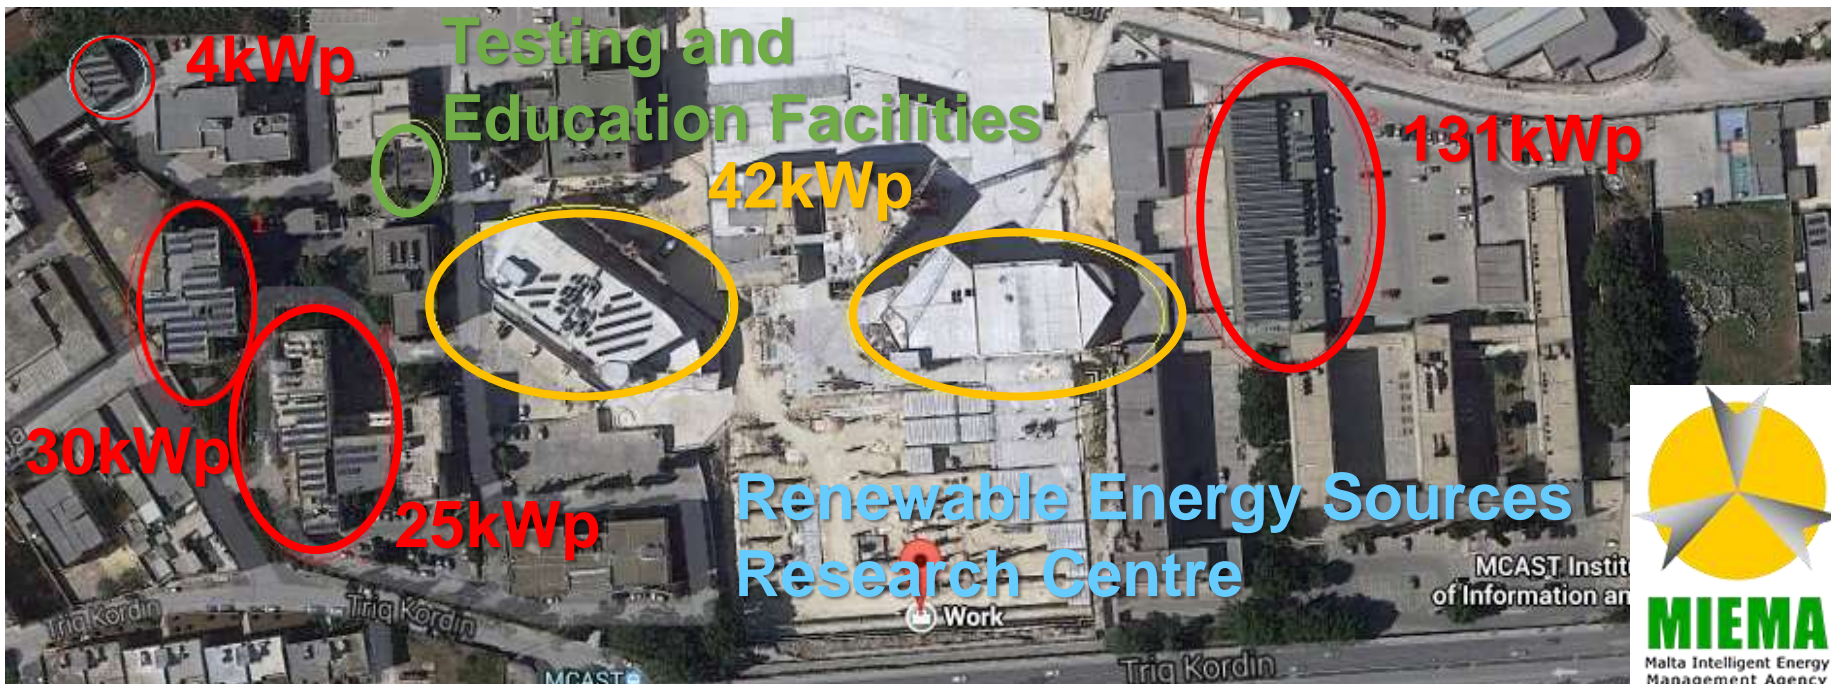 Testing and
Education Facilities
4kWp
42kWp
131kWp
30kWp
25kWp
Renewable Energy Sources
Research Centre
Work
MCAST Instit
of Information an
Triq Kordin
Triq Kordin
Triq Kordin
MCAST
MIEMA
Malta Intelligent Energy
Management Agency